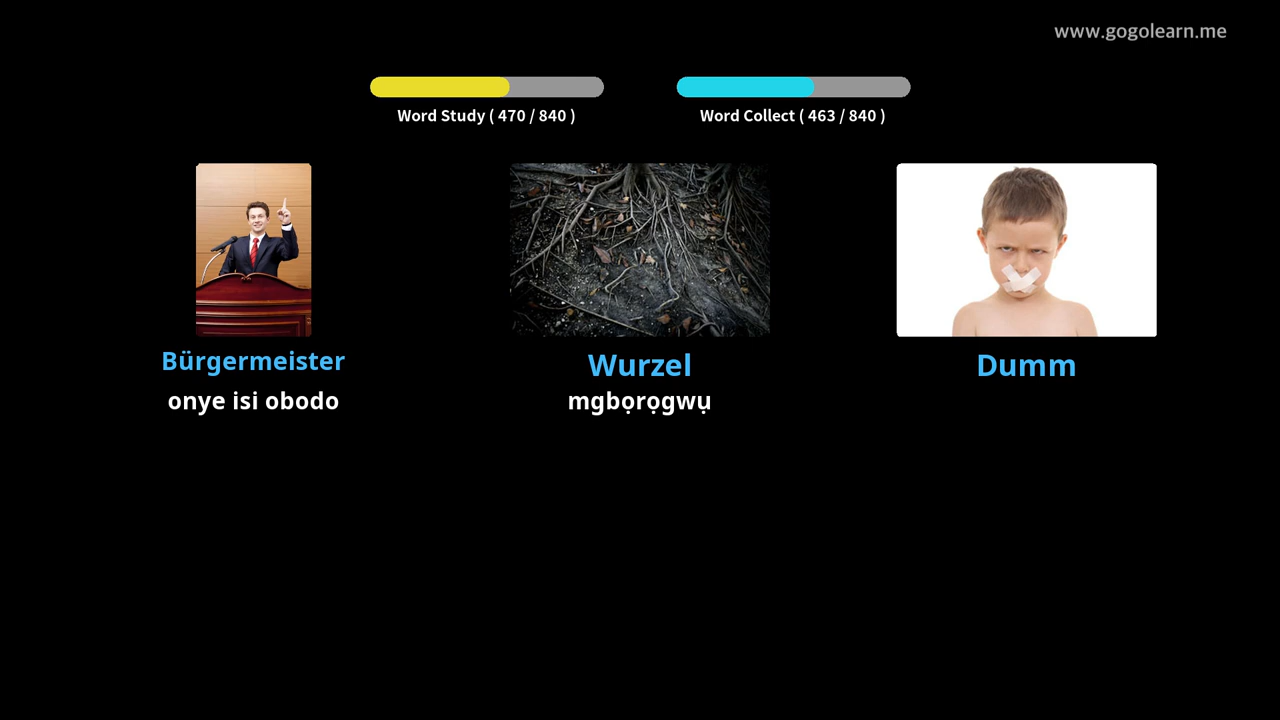 www.gogolearn.me
Word Study ( 470 / 840 )
Word Collect ( 463 / 840 )
Bürgermeister
Wurzel
Dumm
onye isi obodo
mgbọrọgwụ